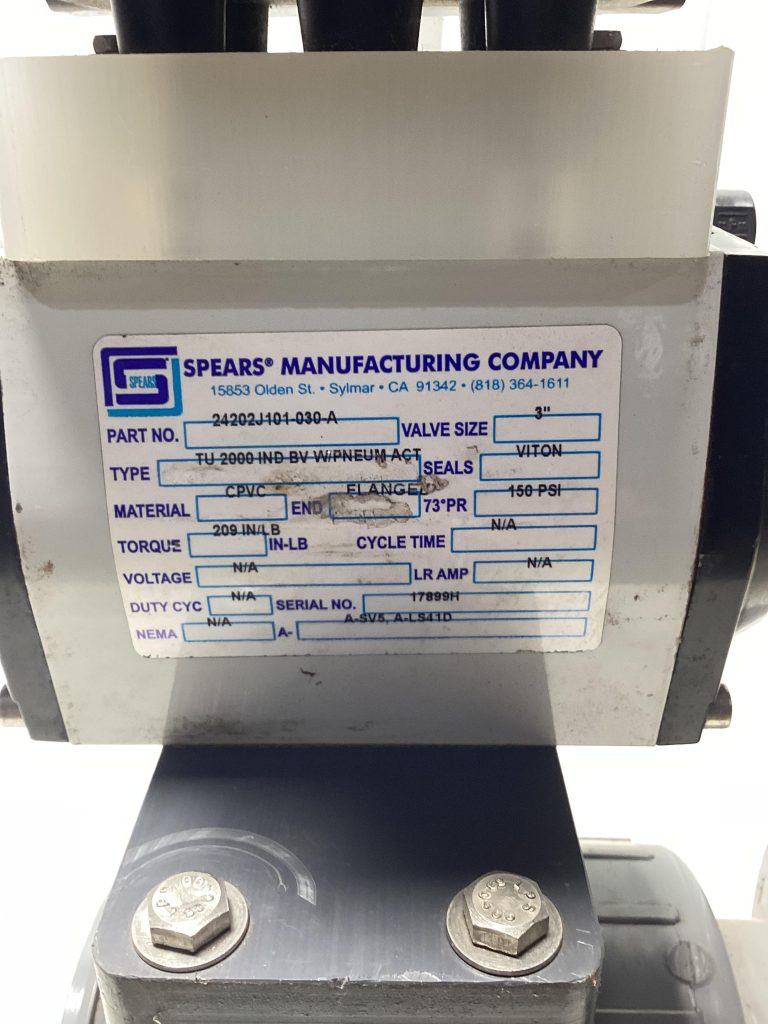 SPEARS
SPEARS® MANUFACTURING COMPANY
15853 Olden St. • Sylmar • CA 91342 • (818) 364-1611
PART NO. 24202J101-030-A VALVE SIZE 3"
TYPE TU 2000 IND BV W/PNEUM ACT SEALS VITON
MATERIAL CPVC END FLANGED 73°PR 150 PSI
TORQUE 209 IN/LB IN-LB CYCLE TIME N/A
VOLTAGE N/A LR AMP N/A
DUTY CYC N/A SERIAL NO. 17899H
NEMA N/A A- A-SV5, A-LS41D